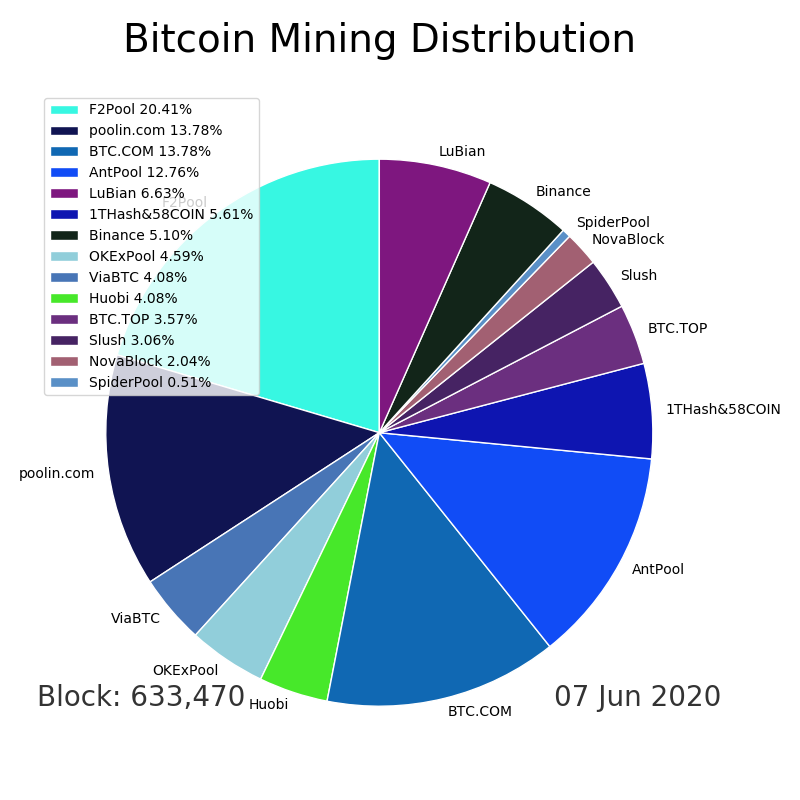 Bitcoin Mining Distribution
F2Pool 20.41%
poolin.com 13.78%
BTC.COM 13.78%
AntPool 12.76%
LuBian 6.63%
1THash&58COIN 5.61%
Binance 5.10%
OKExPool 4.59%
ViaBTC 4.08%
Huobi 4.08%
BTC.TOP 3.57%
Slush 3.06%
NovaBlock 2.04%
SpiderPool 0.51%
F2Pool
LuBian
Binance
SpiderPool
NovaBlock
Slush
BTC.TOP
1THash&58COIN
poolin.com
AntPool
ViaBTC
OKExPool
Huobi
BTC.COM
Block: 633,470
07 Jun 2020